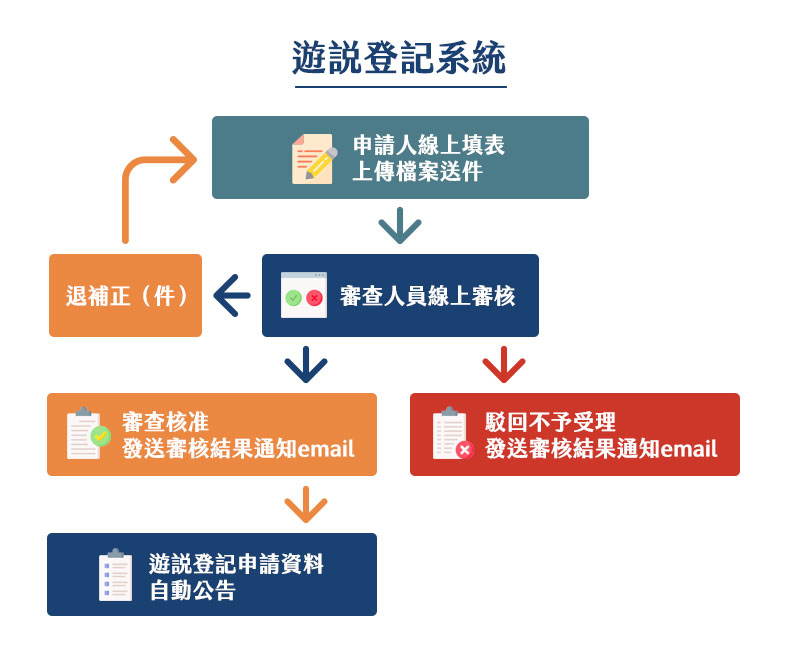 遊説登記系統
申請人線上填表
上傳檔案送件
退補正（件）
審查人員線上審核
審查核准
發送審核結果通知email
駁回不予受理
發送審核結果通知email
遊説登記申請資料
自動公告